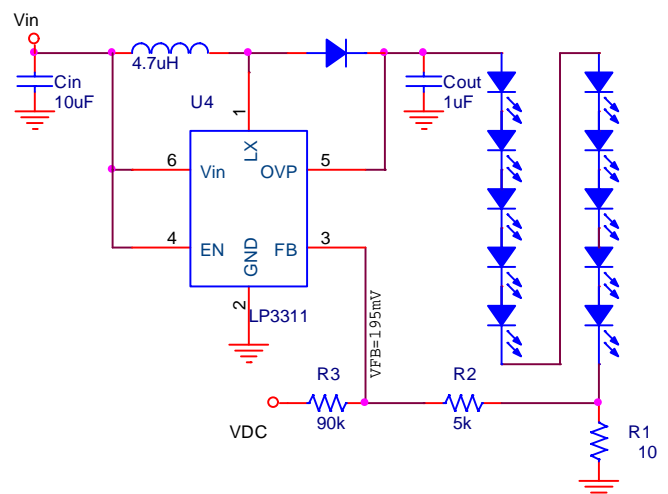 Vin
4.7uH
Cin
10uF
U4
Cout
1uF
1
LX
6
Vin
OVP
5
4
EN
GND
FB
3
2
LP3311
VFB=195mV
R3
R2
VDC
90k
5k
R1
10